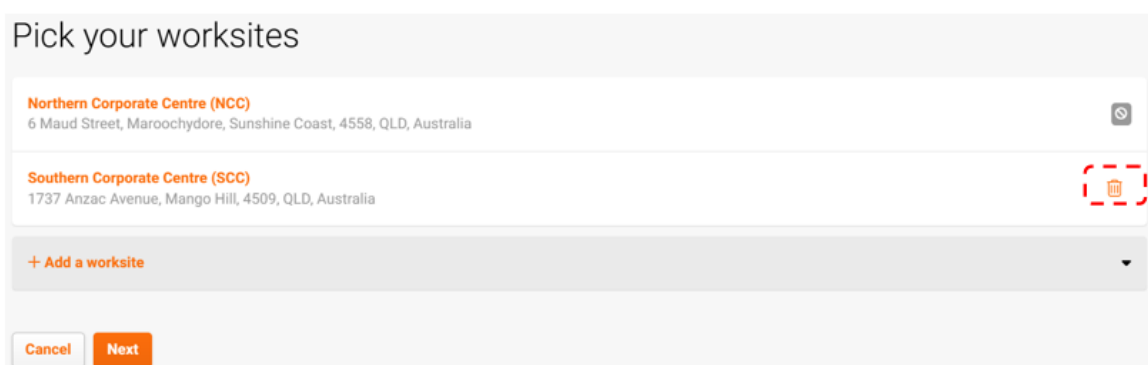 Pick your worksites
Northern Corporate Centre (NCC)
6 Maud Street, Maroochydore, Sunshine Coast, 4558, QLD, Australia
Southern Corporate Centre (SCC)
1737 Anzac Avenue, Mango Hill, 4509, QLD, Australia
+ Add a worksite
Cancel Next